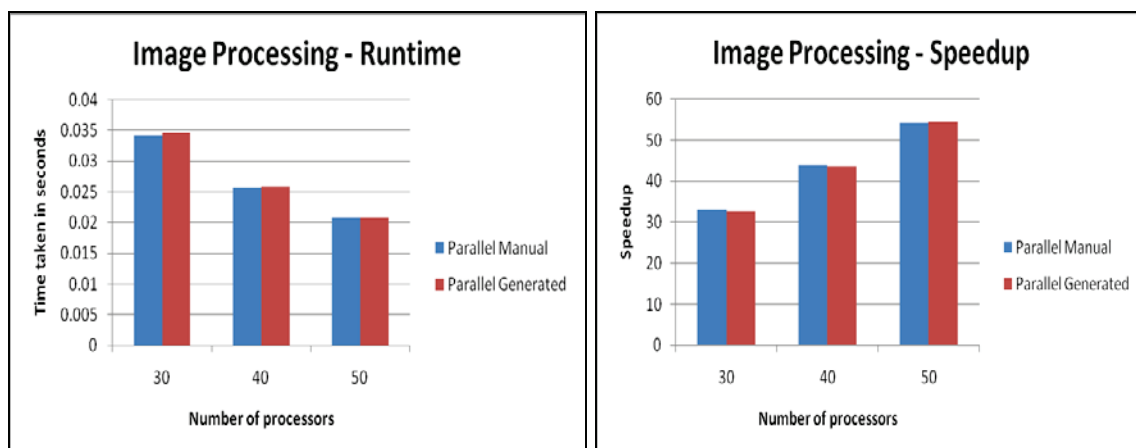 Image Processing - Runtime
Time taken in seconds
0.04
0.035
0.03
0.025
0.02
0.015
0.01
0.005
0
30 40 50
Number of processors
Parallel Manual
Parallel Generated
Image Processing - Speedup
Speedup
60
50
40
30
20
10
0
30 40 50
Number of processors
Parallel Manual
Parallel Generated